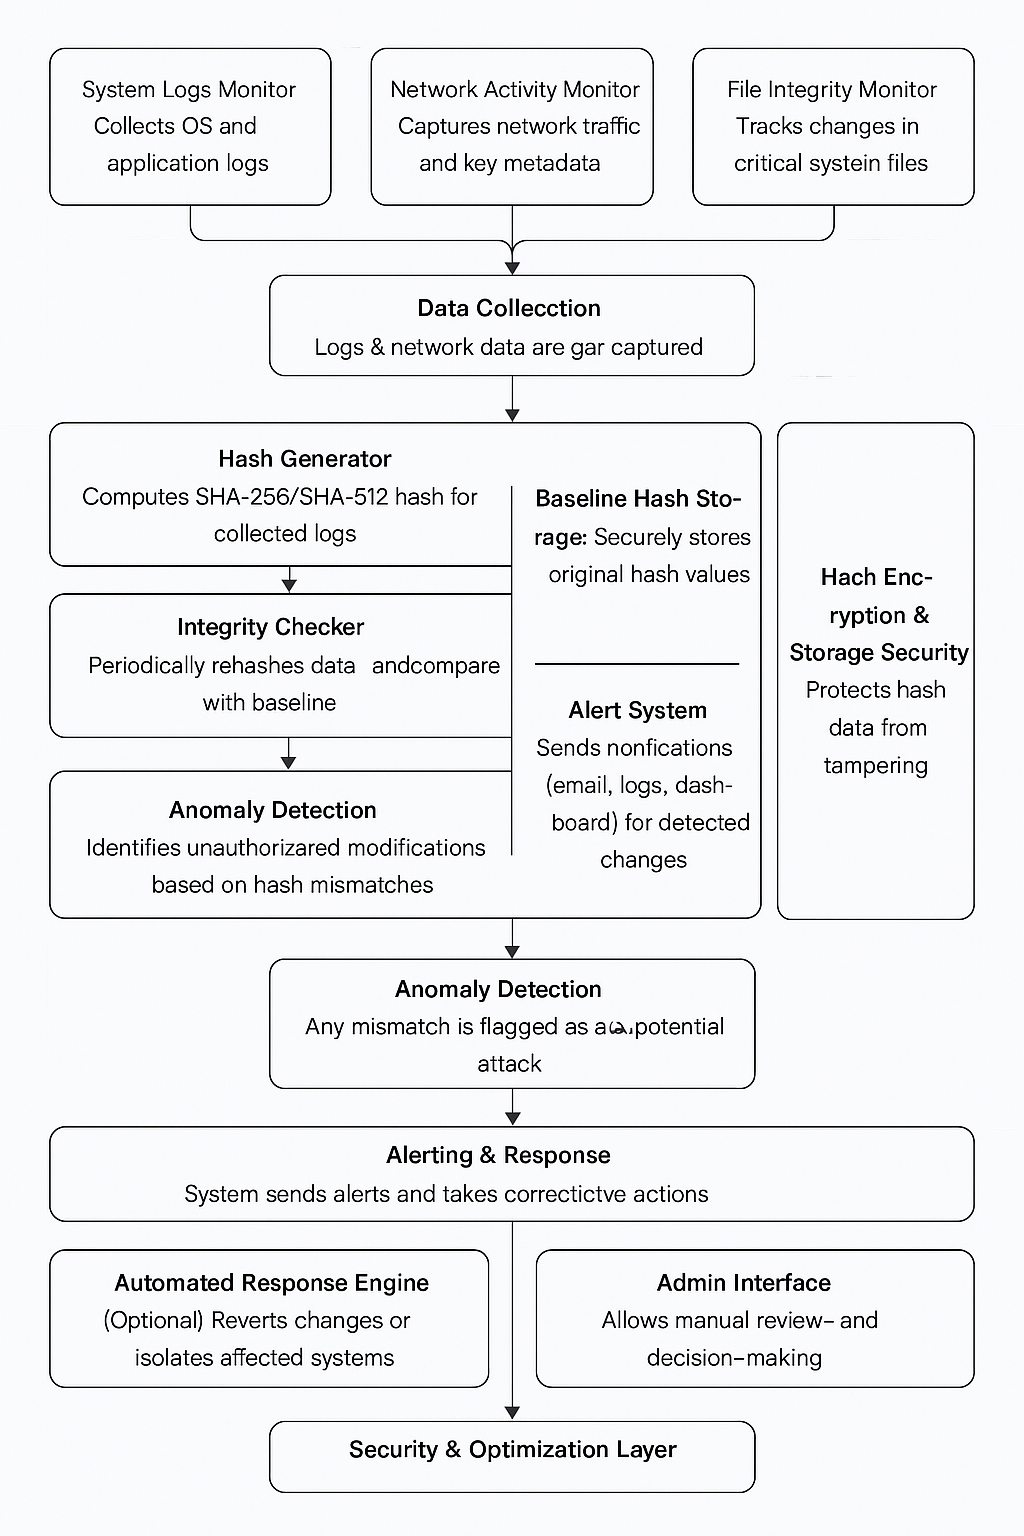 System Logs Monitor
Collects OS and
application logs
Network Activity Monitor
Captures network traffic
and key metadata
File Integrity Monitor
Tracks changes in
critical systein files
Data Collecction
Logs & network data are gar captured
Hash Generator
Computes SHA-256/SHA-512 hash for
collected logs
Integrity Checker
Periodically rehashes data andcompare
with baseline
Anomaly Detection
Identifies unauthorizared modifications
based on hash mismatches
Baseline Hash Sto-
rage: Securely stores
original hash values
Alert System
Sends nonfications
(email, logs, dash-
board) for detected
changes
Hach Enc-
ryption &
Storage Security
Protects hash
data from
tampering
Anomaly Detection
Any mismatch is flagged as potential
attack
Alerting & Response
System sends alerts and takes correctictve actions
Automated Response Engine
(Optional) Reverts changes or
isolates affected systems
Admin Interface
Allows manual review– and
decision–making
Security & Optimization Layer